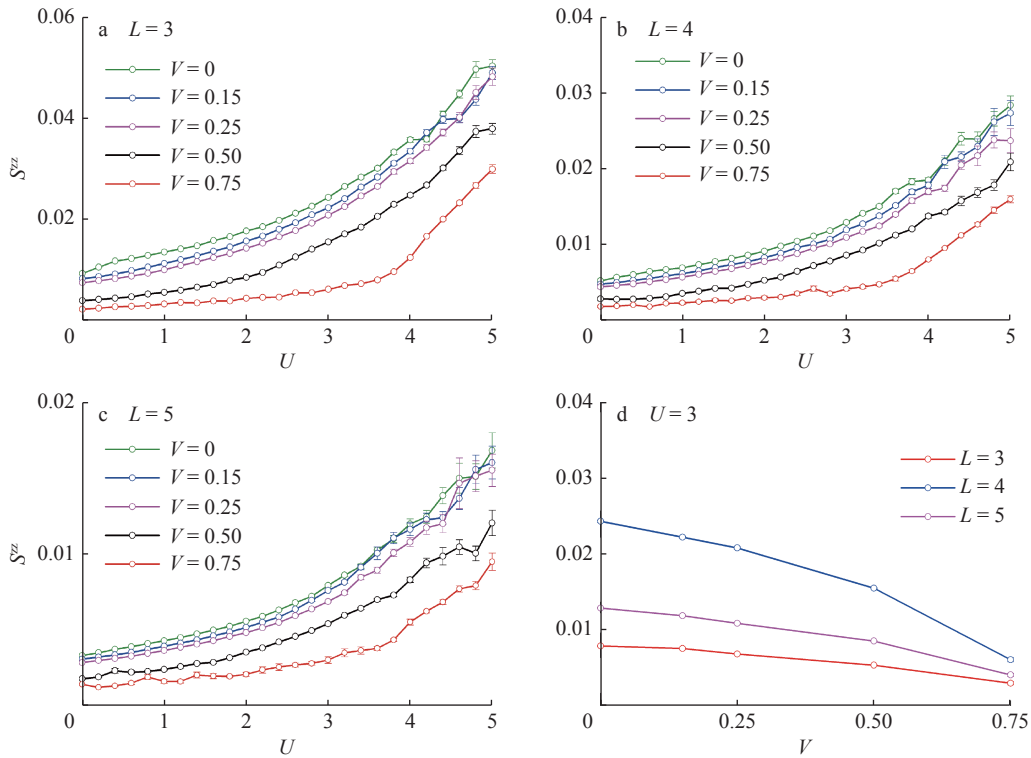 a L = 3
0.06
0.04
0.02
0
S^zz
V = 0
V = 0.15
V = 0.25
V = 0.50
V = 0.75
1 2 3 4 5
U
b L = 4
0.04
0.03
0.02
0.01
0
V = 0
V = 0.15
V = 0.25
V = 0.50
V = 0.75
1 2 3 4 5
U
c L = 5
0.02
0.01
0
S^zz
V = 0
V = 0.15
V = 0.25
V = 0.50
V = 0.75
1 2 3 4 5
U
d U = 3
0.04
0.03
0.02
0.01
0
L = 3
L = 4
L = 5
0.25 0.50 0.75
V